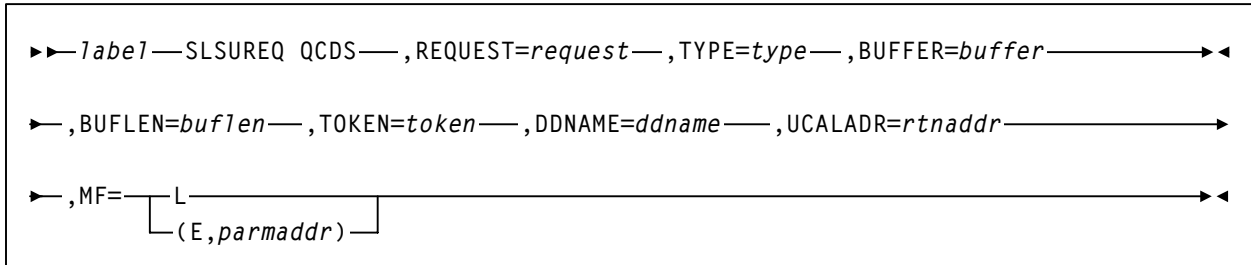 label SLSUREQ QCDS ,REQUEST=request ,TYPE=type ,BUFFER=buffer
,BUFLEN=buflen ,TOKEN=token ,DDNAME=ddname ,UCALADR=rtnaddr
,MF= L
(E,parmaddr)